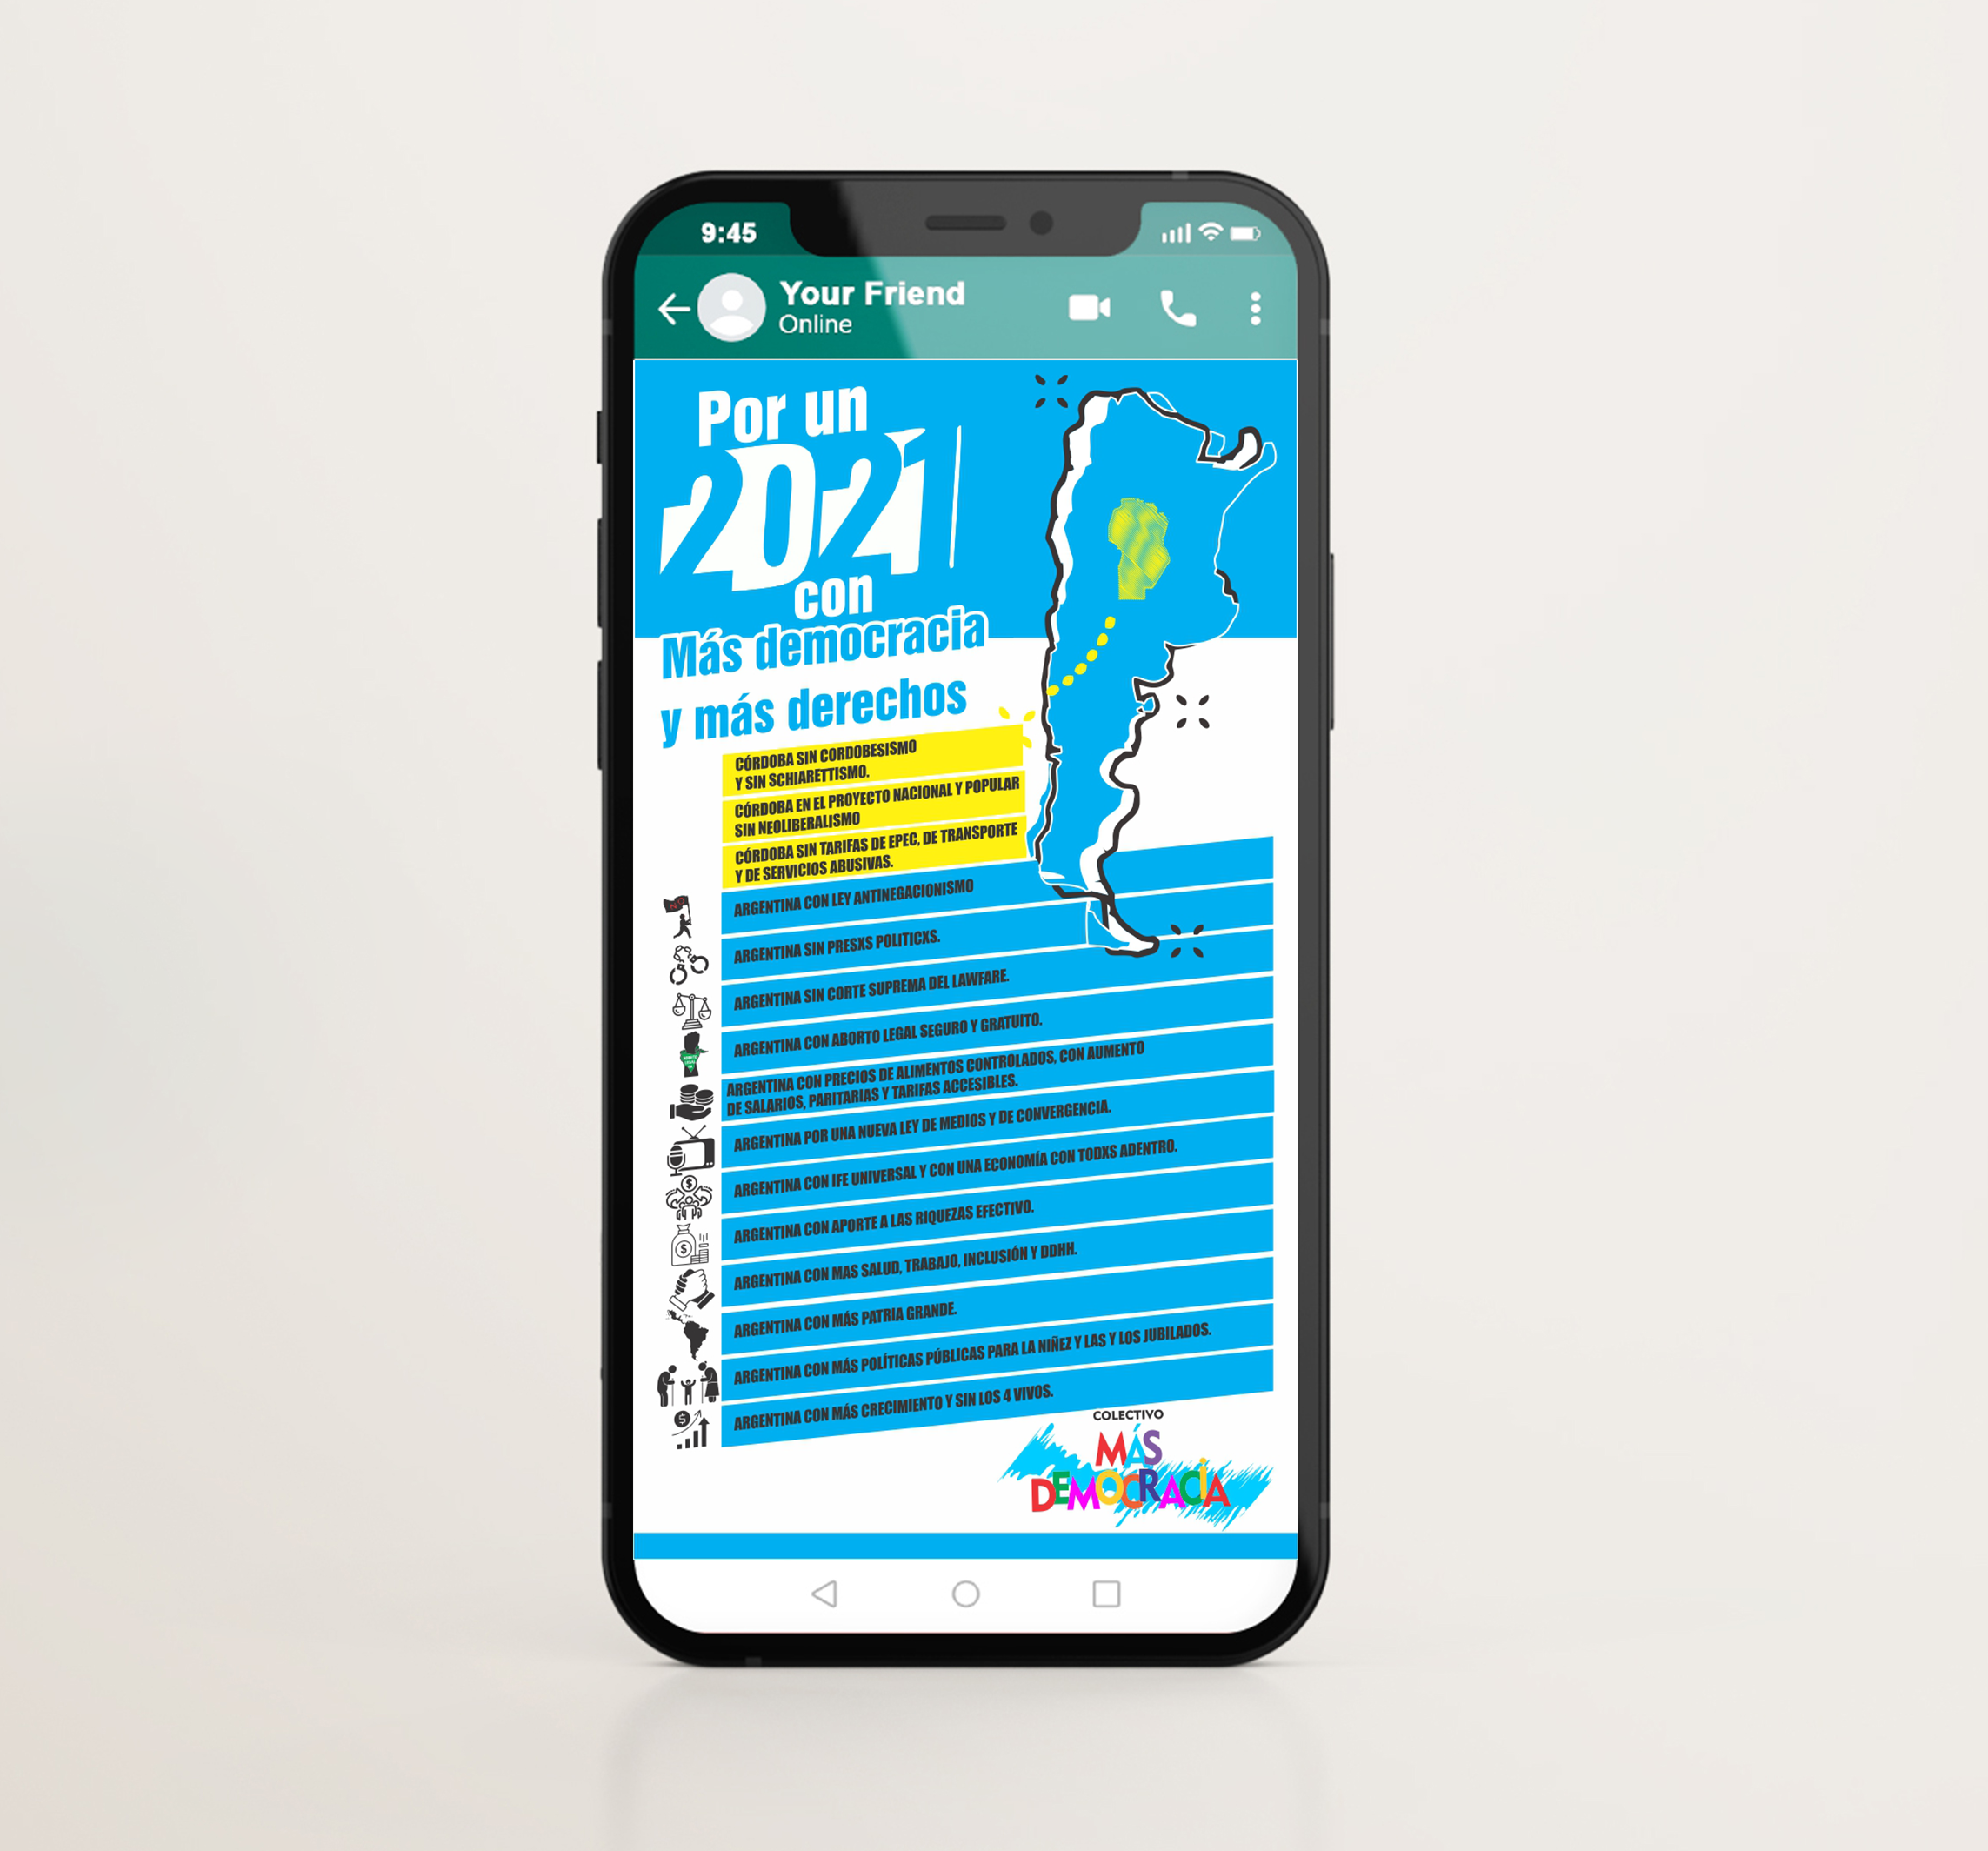 9:45
Your Friend
Online
Por un
2021
con
Más democracia
y más derechos
CÓRDOBA SIN CORDOBESISMO
Y SIN SCHIARETTISMO.
CÓRDOBA EN EL PROYECTO NACIONAL Y POPULAR
SIN NEOLIBERALISMO
CÓRDOBA SIN TARIFAS DE EPEC, DE TRANSPORTE
Y DE SERVICIOS ABUSIVAS.
ARGENTINA CON LEY ANTINEGACIONISMO
ARGENTINA SIN PRESXS POLITICXS.
ARGENTINA SIN CORTE SUPREMA DEL LAWFARE.
ARGENTINA CON ABORTO LEGAL SEGURO Y GRATUITO.
ARGENTINA CON PRECIOS DE ALIMENTOS CONTROLADOS, CON AUMENTO
DE SALARIOS, PARITARIAS Y TARIFAS ACCESIBLES.
ARGENTINA POR UNA NUEVA LEY DE MEDIOS Y DE CONVERGENCIA.
ARGENTINA CON IFE UNIVERSAL Y CON UNA ECONOMÍA CON TODXS ADENTRO.
ARGENTINA CON APORTE A LAS RIQUEZAS EFECTIVO.
ARGENTINA CON MAS SALUD, TRABAJO, INCLUSIÓN Y DDHH.
ARGENTINA CON MÁS PATRIA GRANDE.
ARGENTINA CON MÁS POLÍTICAS PÚBLICAS PARA LA NIÑEZ Y LAS Y LOS JUBILADOS.
ARGENTINA CON MÁS CRECIMIENTO Y SIN LOS 4 VIVOS.
COLECTIVO
MÁS
DEMOCRACIA